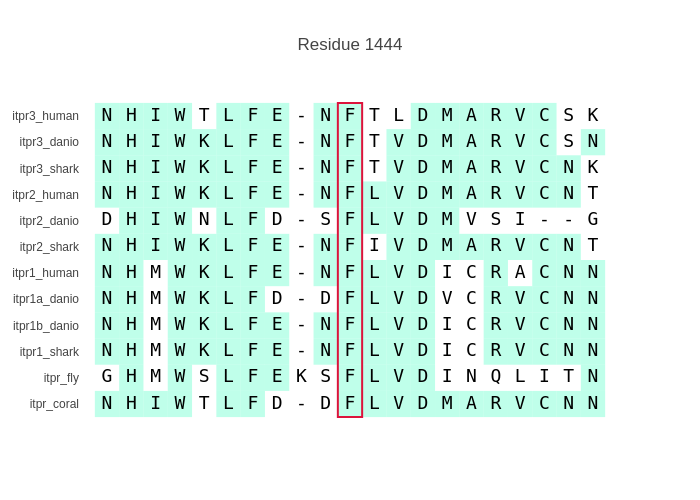 Residue 1444
itpr3_human N H I W T L F E - N F T L D M A R V C S K
itpr3_danio N H I W K L F E - N F T V D M A R V C S N
itpr3_shark N H I W K L F E - N F T V D M A R V C N K
itpr2_human N H I W K L F E - N F L V D M A R V C N T
itpr2_danio D H I W N L F D - S F L V D M V S I - - G
itpr2_shark N H I W K L F E - N F I V D M A R V C N T
itpr1_human N H M W K L F E - N F L V D I C R A C N N
itpr1a_danio N H M W K L F D - D F L V D V C R V C N N
itpr1b_danio N H M W K L F E - N F L V D I C R V C N N
itpr1_shark N H M W K L F E - N F L V D I C R V C N N
itpr_fly G H M W S L F E K S F L V D I N Q L I T N
itpr_coral N H I W T L F D - D F L V D M A R V C N N